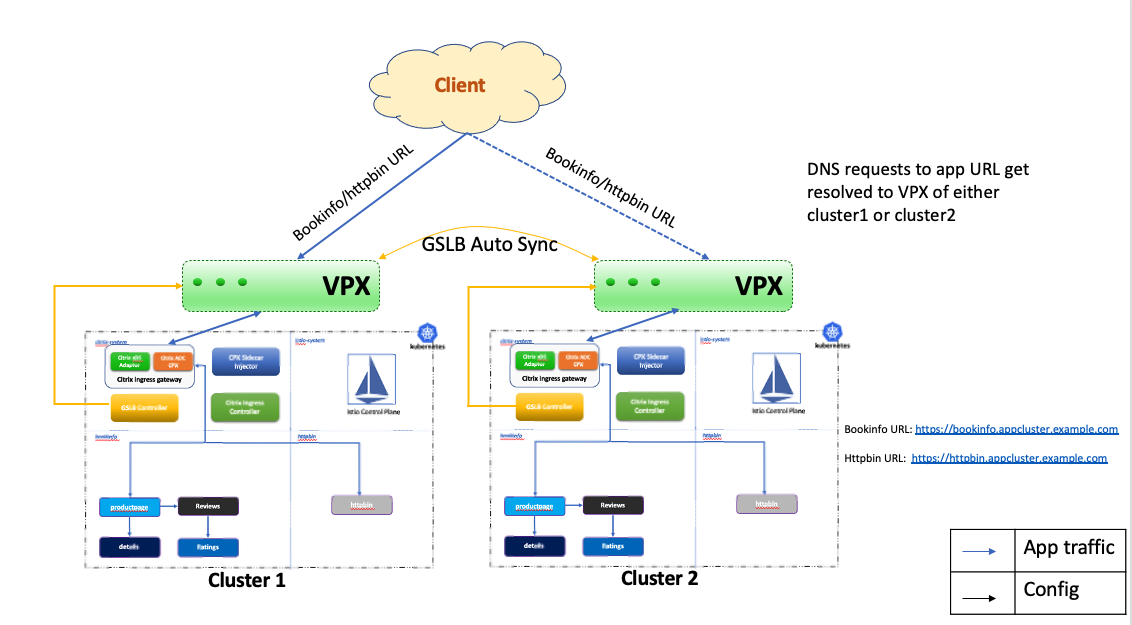 Client
Bookinfo/httpbin URL
Bookinfo/httpbin URL
DNS requests to app URL get
resolved to VPX of either
cluster1 or cluster2
GSLB Auto Sync
VPX
VPX
citrix-system
istio-system
kubernetes
Citrix xDS
Adaptor
Citrix ADC
CPX
Citrix ingress gateway
CPX Sidecar
Injector
GSLB Controller
Citrix Ingress
Controller
Istio Control Plane
bookinfo
httpbin
productpage
Reviews
httpbin
details
Ratings
Cluster 1
citrix-system
istio-system
kubernetes
Citrix xDS
Adaptor
Citrix ADC
CPX
Citrix ingress gateway
CPX Sidecar
Injector
GSLB Controller
Citrix Ingress
Controller
Istio Control Plane
bookinfo
httpbin
productpage
Reviews
httpbin
details
Ratings
Cluster 2
Bookinfo URL: https://bookinfo.appcluster.example.com
Httpbin URL: https://httpbin.appcluster.example.com
App traffic
Config